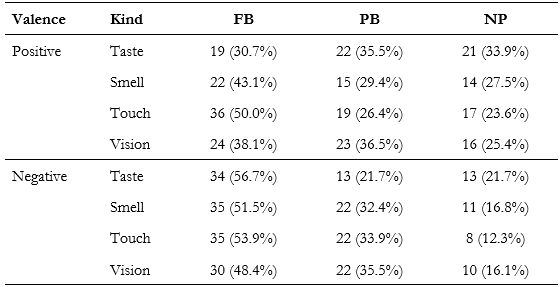 Valence Kind FB PB NP
Positive Taste 19 (30.7%) 22 (35.5%) 21 (33.9%)
Smell 22 (43.1%) 15 (29.4%) 14 (27.5%)
Touch 36 (50.0%) 19 (26.4%) 17 (23.6%)
Vision 24 (38.1%) 23 (36.5%) 16 (25.4%)
Negative Taste 34 (56.7%) 13 (21.7%) 13 (21.7%)
Smell 35 (51.5%) 22 (32.4%) 11 (16.8%)
Touch 35 (53.9%) 22 (33.9%) 8 (12.3%)
Vision 30 (48.4%) 22 (35.5%) 10 (16.1%)